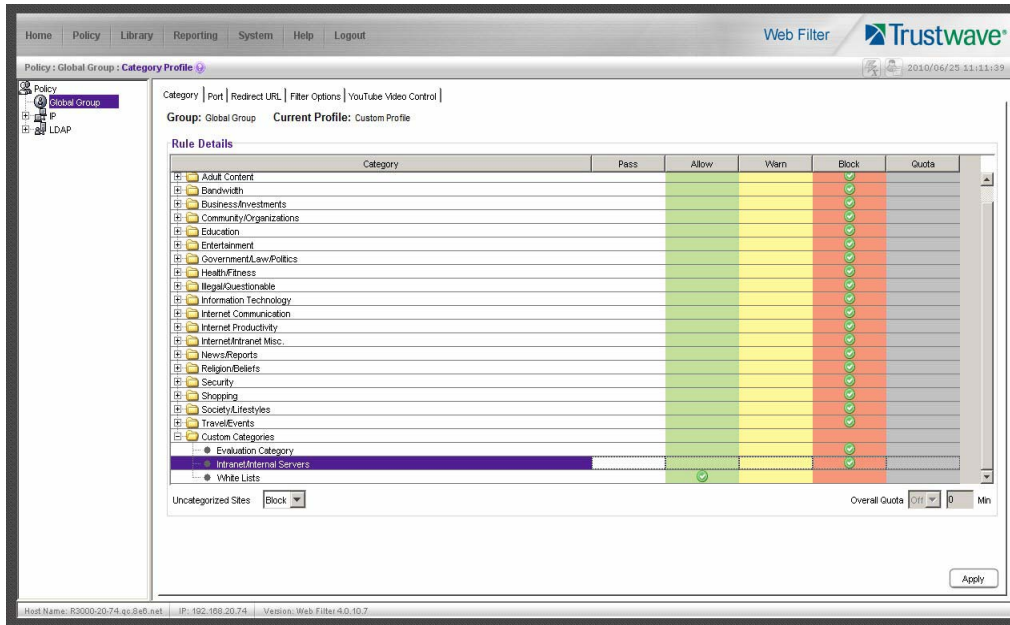 Home Policy Library Reporting System Help Logout Web Filter Trustwave®
Policy : Global Group : Category Profile 2010/06/25 11:11:39
Policy
Global Group
IP
LDAP
Category Port Redirect URL Filter Options YouTube Video Control
Group: Global Group Current Profile: Custom Profile
Rule Details
Category Pass Allow Warn Block Quota
Adult Content
Bandwidth
Business/Investments
Community/Organizations
Education
Entertainment
Government/Law/Politics
Health/Fitness
Illegal/Questionable
Information Technology
Internet Communication
Internet Productivity
Internet/Intranet Misc.
News/Reports
Religion/Beliefs
Security
Shopping
Society/Lifestyles
Travel/Events
Custom Categories
Evaluation Category
Intranet/Internal Servers
White Lists
Uncategorized Sites Block Overall Quota Off 0 Min
Apply
Host Name: R3000-20-74.qc.8e6.net IP: 192.168.20.74 Version: Web Filter 4.0.10.7